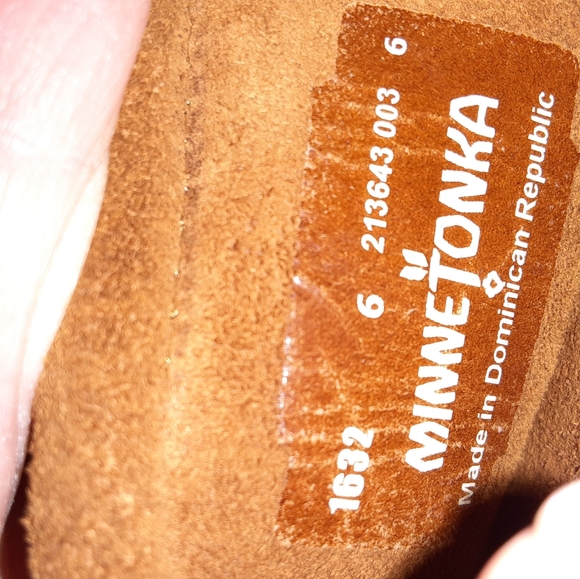 1632 6 213643 003 6
MINNETONKA
Made in Dominican Republic